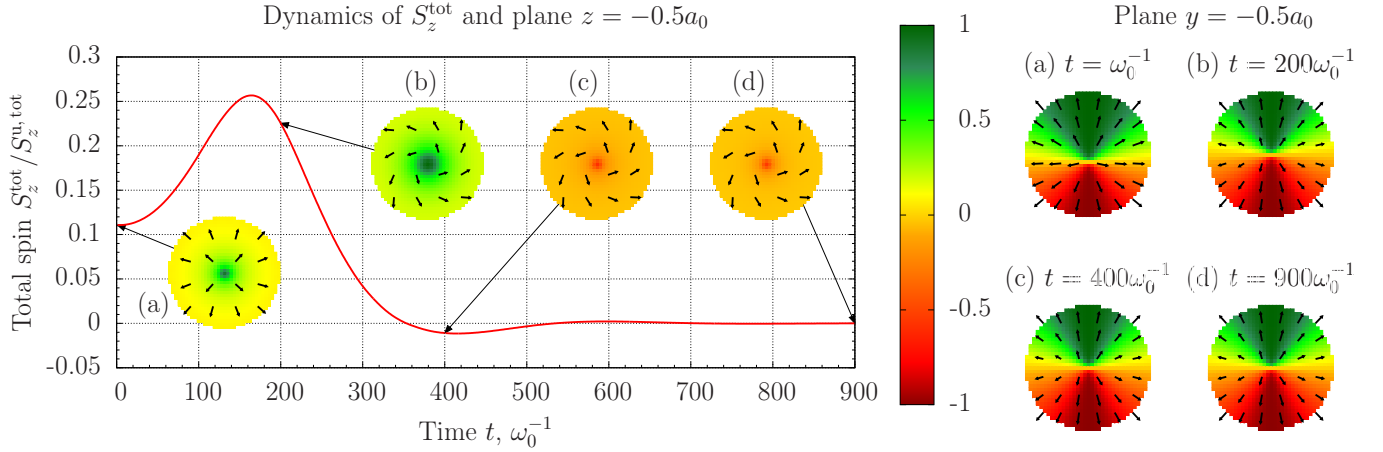 Dynamics of S_z^tot and plane z = −0.5a_0
Plane y = −0.5a_0
Total spin S_z^tot / S_z^u,tot
0.3
0.25
0.2
0.15
0.1
0.05
0
-0.05
(a)
(b)
(c)
(d)
0 100 200 300 400 500 600 700 800 900
Time t, ω_0^−1
1
0.5
0
-0.5
-1
(a) t = ω_0^−1
(b) t = 200ω_0^−1
(c) t = 400ω_0^−1
(d) t = 900ω_0^−1